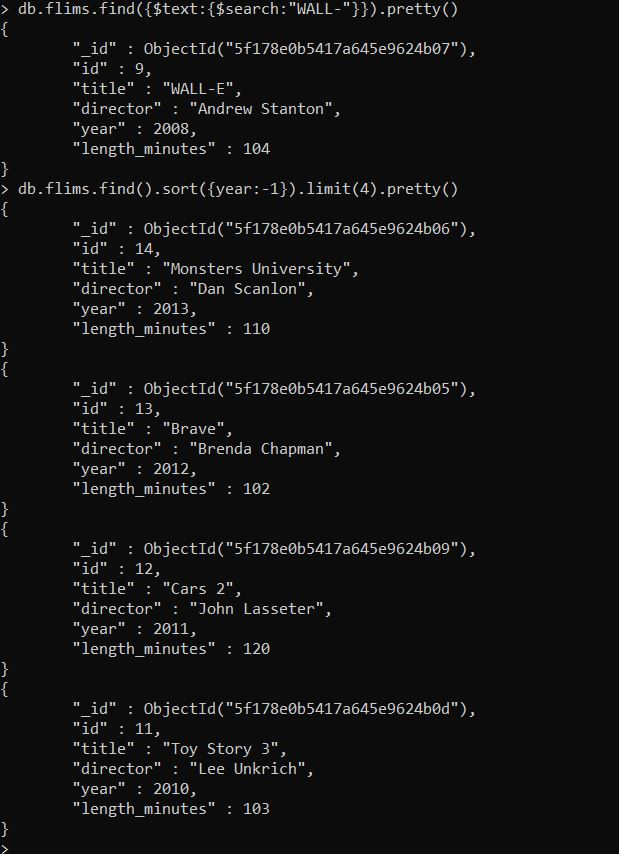 > db.flims.find({$text:{$search:"WALL-"}}).pretty()
{
        "_id" : ObjectId("5f178e0b5417a645e9624b07"),
        "id" : 9,
        "title" : "WALL-E",
        "director" : "Andrew Stanton",
        "year" : 2008,
        "length_minutes" : 104
}
> db.flims.find().sort({year:-1}).limit(4).pretty()
{
        "_id" : ObjectId("5f178e0b5417a645e9624b06"),
        "id" : 14,
        "title" : "Monsters University",
        "director" : "Dan Scanlon",
        "year" : 2013,
        "length_minutes" : 110
}
{
        "_id" : ObjectId("5f178e0b5417a645e9624b05"),
        "id" : 13,
        "title" : "Brave",
        "director" : "Brenda Chapman",
        "year" : 2012,
        "length_minutes" : 102
}
{
        "_id" : ObjectId("5f178e0b5417a645e9624b09"),
        "id" : 12,
        "title" : "Cars 2",
        "director" : "John Lasseter",
        "year" : 2011,
        "length_minutes" : 120
}
{
        "_id" : ObjectId("5f178e0b5417a645e9624b0d"),
        "id" : 11,
        "title" : "Toy Story 3",
        "director" : "Lee Unkrich",
        "year" : 2010,
        "length_minutes" : 103
}
>